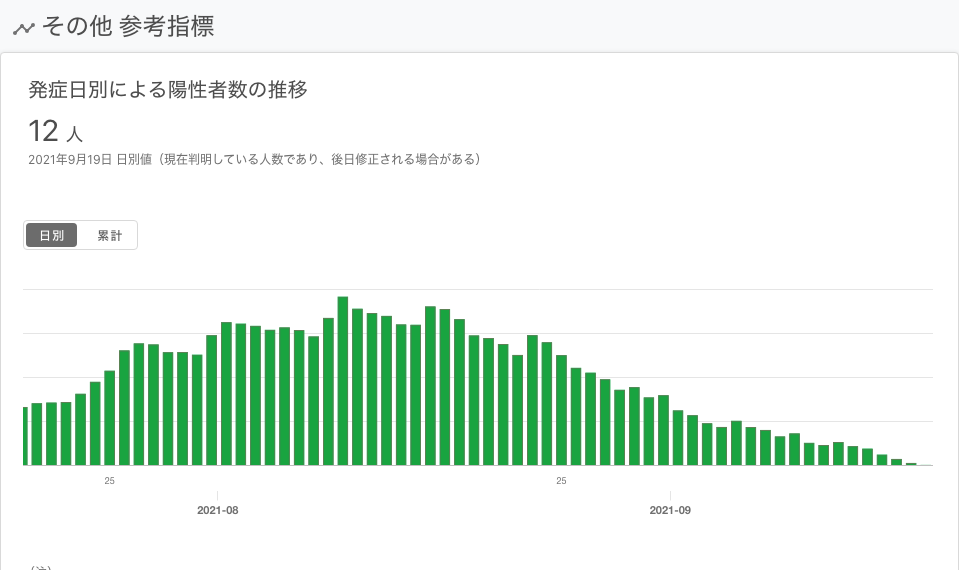 その他 参考指標
発症日別による陽性者数の推移
12 人
2021年9月19日 日別値（現在判明している人数であり、後日修正される場合がある）
日別 累計
25 25
2021-08 2021-09